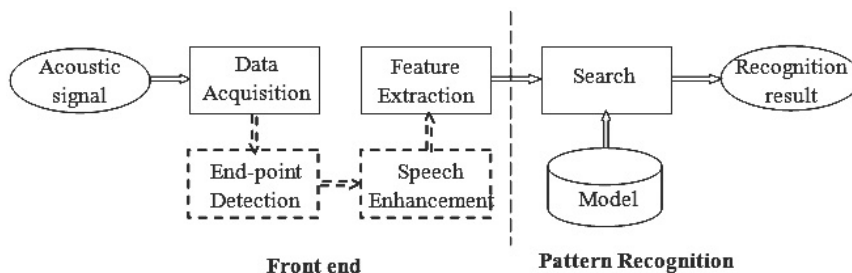 Acoustic
signal
Data
Acquisition
Feature
Extraction
Search
Recognition
result
End-point
Detection
Speech
Enhancement
Model
Front end
Pattern Recognition